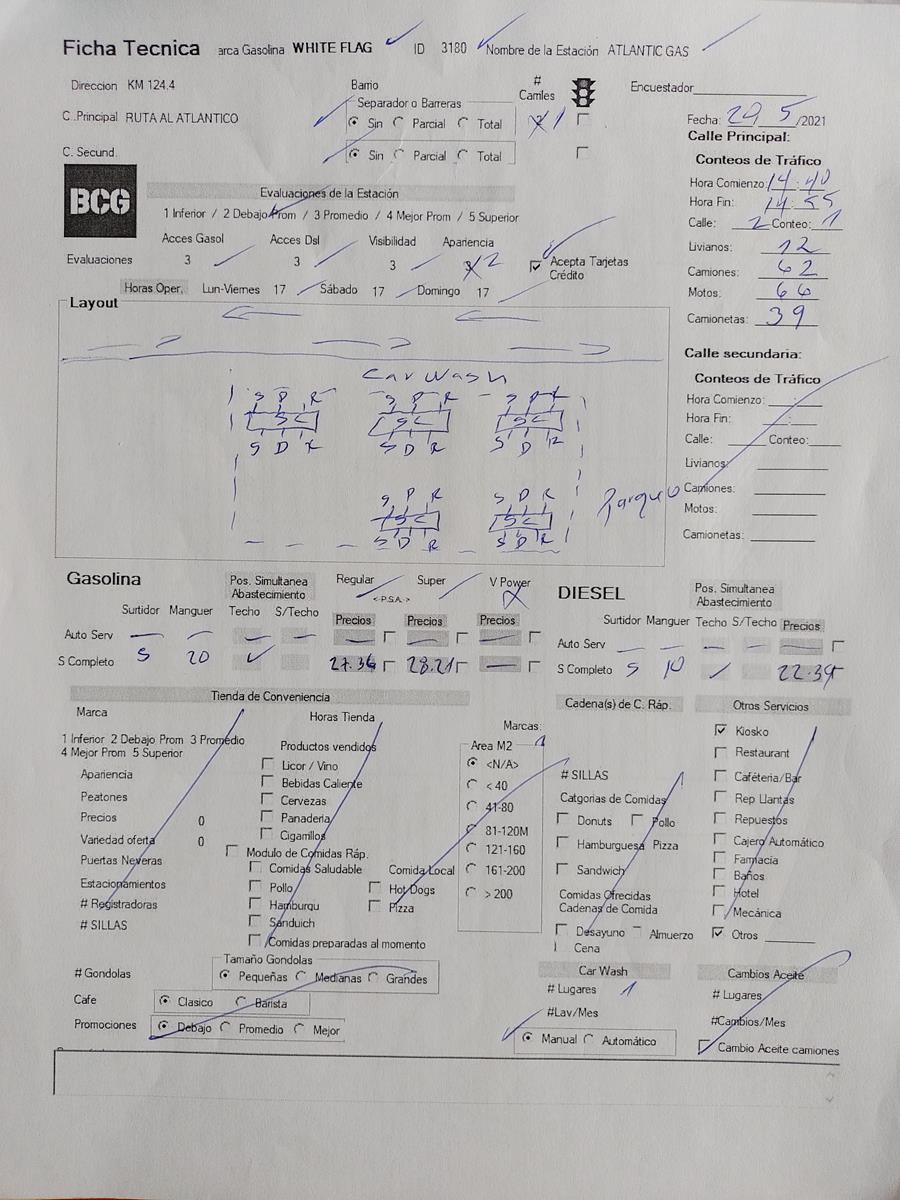 Ficha Tecnica arca Gasolina WHITE FLAG ID 3180 Nombre de la Estación ATLANTIC GAS
Direccion KM 124.4 Barrio # Carriles Encuestador
Separador o Barreras
C .Principal RUTA AL ATLANTICO Sin Parcial Total 1 Fecha: 29 5 /2021
C. Secund. Sin Parcial Total
Calle Principal:
Conteos de Tráfico
BCG
Hora Comienzo: 14:40
Evaluaciones de la Estación
Hora Fin: 14:55
1 Inferior / 2 Debajo Prom / 3 Promedio / 4 Mejor Prom / 5 Superior
Calle: 2 Conteo: 1
Acces Gasol Acces Dsl Visibilidad Apariencia
Livianos: 12
Evaluaciones 3 3 3 2 Acepta Tarjetas Crédito
Camiones: 62
Horas Oper. Lun-Viernes 17 Sábado 17 Domingo 17
Motos: 66
Camionetas: 39
Layout
Calle secundaria:
Car Wash
Conteos de Tráfico
Hora Comienzo:
S P R S P R S P R
SC SC SC
S D R S D R S D R
Hora Fin:
Calle: Conteo:
Livianos:
S P R S P R
SC SC
S D R S D R
Parqueo
Camiones:
Motos:
Camionetas:
Gasolina Pos. Simultanea Abastecimiento Regular Super V Power DIESEL Pos. Simultanea Abastecimiento
<-P.S.A.->
Surtidor Manguer Techo S/Techo Precios Precios Precios Surtidor Manguer Techo S/Techo Precios
Auto Serv — — — — — — — Auto Serv — — — — —
S Completo 5 20 27.36 28.21 — S Completo 5 10 22.39
Tienda de Conveniencia Cadena(s) de C. Ráp. Otros Servicios
Marca Horas Tienda Marcas:
1 Inferior 2 Debajo Prom 3 Promedio
4 Mejor Prom 5 Superior
Productos vendidos
Area M2
Kiosko
Licor / Vino <N/A> Restaurant
Apariencia Bebidas Caliente < 40 # SILLAS Caféteria/Bar
Peatones Cervezas 41-80 Catgorias de Comidas Rep Llantas
Precios 0 Panaderia 81-120M Donuts Pollo Repuestos
Variedad oferta 0 Cigarrillos 121-160 Hamburguesa Pizza Cajero Automático
Puertas Neveras Modulo de Comidas Ráp. Farmacia
Comidas Saludable Comida Local 161-200 Sandwich Baños
Estacionamientos Pollo Hot Dogs > 200 Comidas Ofrecidas Cadenas de Comida Hotel
# Registradoras Hamburgu Pizza Mecánica
# SILLAS Sanduich Desayuno Almuerzo Otros
Comidas preparadas al momento Cena
Tamaño Gondolas Car Wash Cambios Aceite
# Gondolas Pequeñas Medianas Grandes # Lugares 1 # Lugares
Cafe Clasico Barista #Lav/Mes #Cambios/Mes
Promociones Debajo Promedio Mejor Manual Automático Cambio Aceite camiones